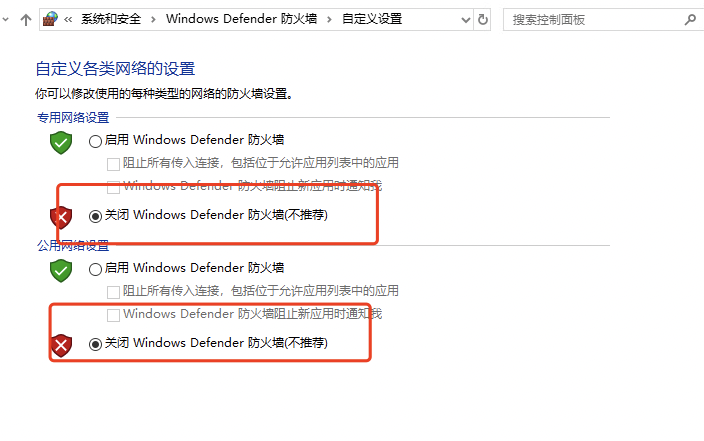 « 系统和安全 > Windows Defender 防火墙 > 自定义设置
搜索控制面板
自定义各类网络的设置
你可以修改使用的每种类型的网络的防火墙设置。
专用网络设置
启用 Windows Defender 防火墙
阻止所有传入连接，包括位于允许应用列表中的应用
Windows Defender 防火墙阻止新应用时通知我
关闭 Windows Defender 防火墙(不推荐)
公用网络设置
启用 Windows Defender 防火墙
阻止所有传入连接，包括位于允许应用列表中的应用
Windows Defender 防火墙阻止新应用时通知我
关闭 Windows Defender 防火墙(不推荐)